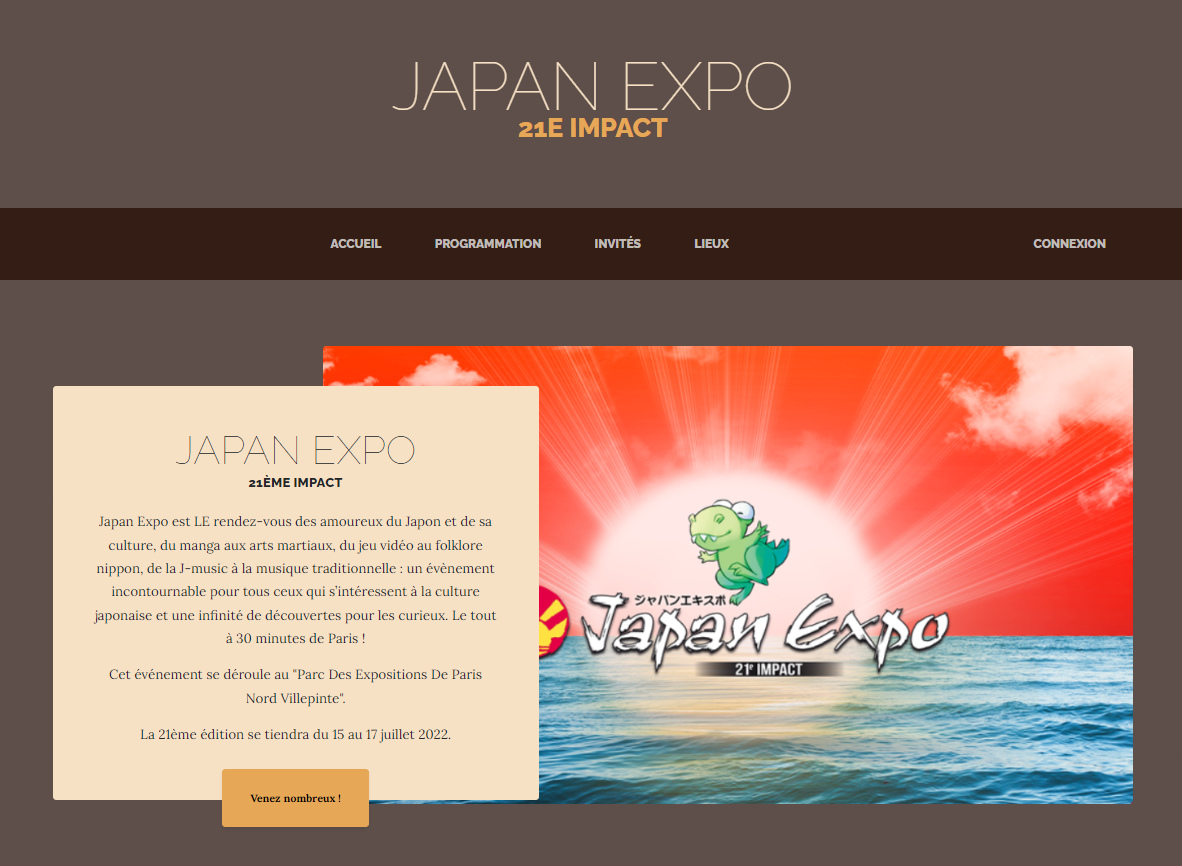 JAPAN EXPO
21E IMPACT
ACCUEIL PROGRAMMATION INVITÉS LIEUX CONNEXION
JAPAN EXPO
21ÈME IMPACT
Japan Expo est LE rendez-vous des amoureux du Japon et de sa
culture, du manga aux arts martiaux, du jeu vidéo au folklore
nippon, de la J-music à la musique traditionnelle : un évènement
incontournable pour tous ceux qui s'intéressent à la culture
japonaise et une infinité de découvertes pour les curieux. Le tout
à 30 minutes de Paris !
Cet événement se déroule au "Parc Des Expositions De Paris
Nord Villepinte".
La 21ème édition se tiendra du 15 au 17 juillet 2022.
Venez nombreux !
ジャパンエキスポ
Japan Expo
21e IMPACT